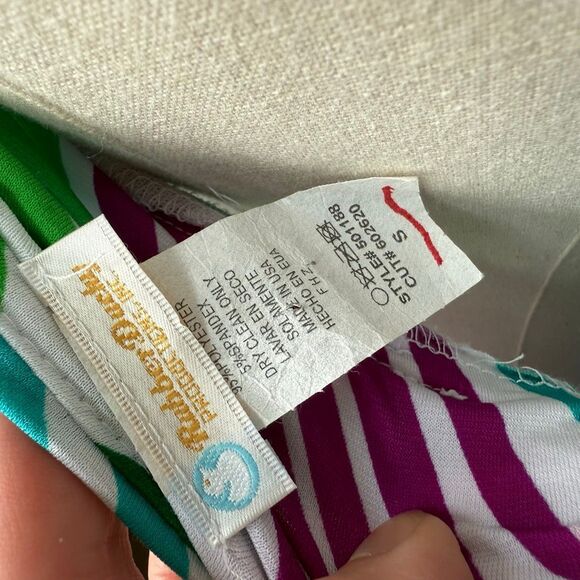 Rubber Ducky
PRODUCTIONS, INC.
95%POLYESTER
5%SPANDEX
DRY CLEAN ONLY
LAVAR EN SECO
SOLAMENTE
MADE IN USA
HECHO EN EUA
F H Z
STYLE# 501188
CUT# 602620
S